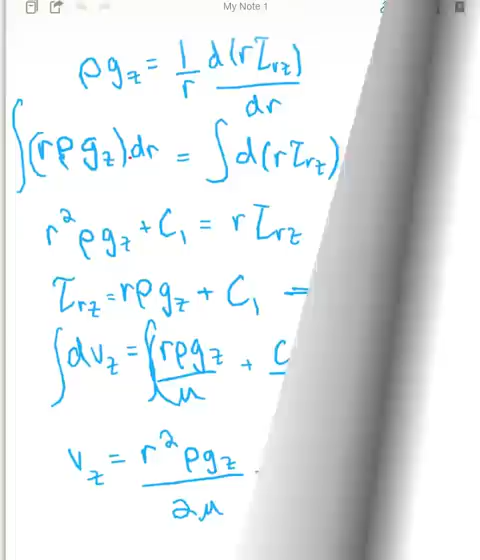 My Note 1
ρg_z = 1/r d(rτ_rz)/dr
∫(rρg_z).dr = ∫d(rτ_rz)
r²ρg_z + C₁ = rτ_rz
τ_rz = rρg_z + C₁ =
∫dv_z = ∫rρg_z/μ + C
v_z = r²ρg_z/2μ